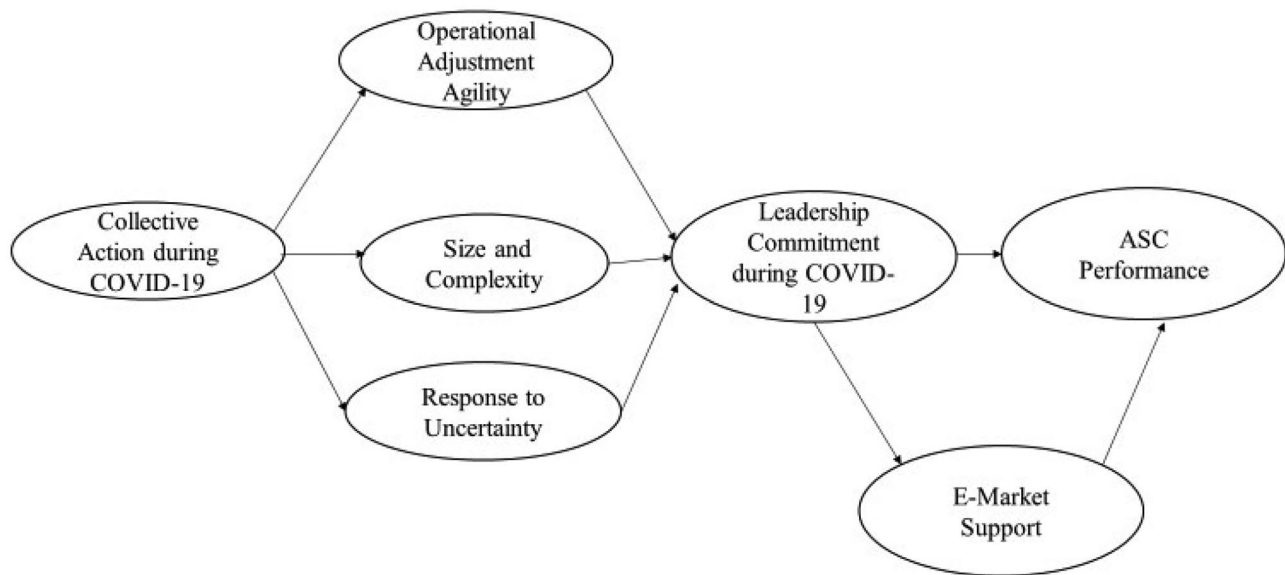 Operational
Adjustment
Agility
Collective
Action during
COVID-19
Size and
Complexity
Response to
Uncertainty
Leadership
Commitment
during COVID-
19
ASC
Performance
E-Market
Support